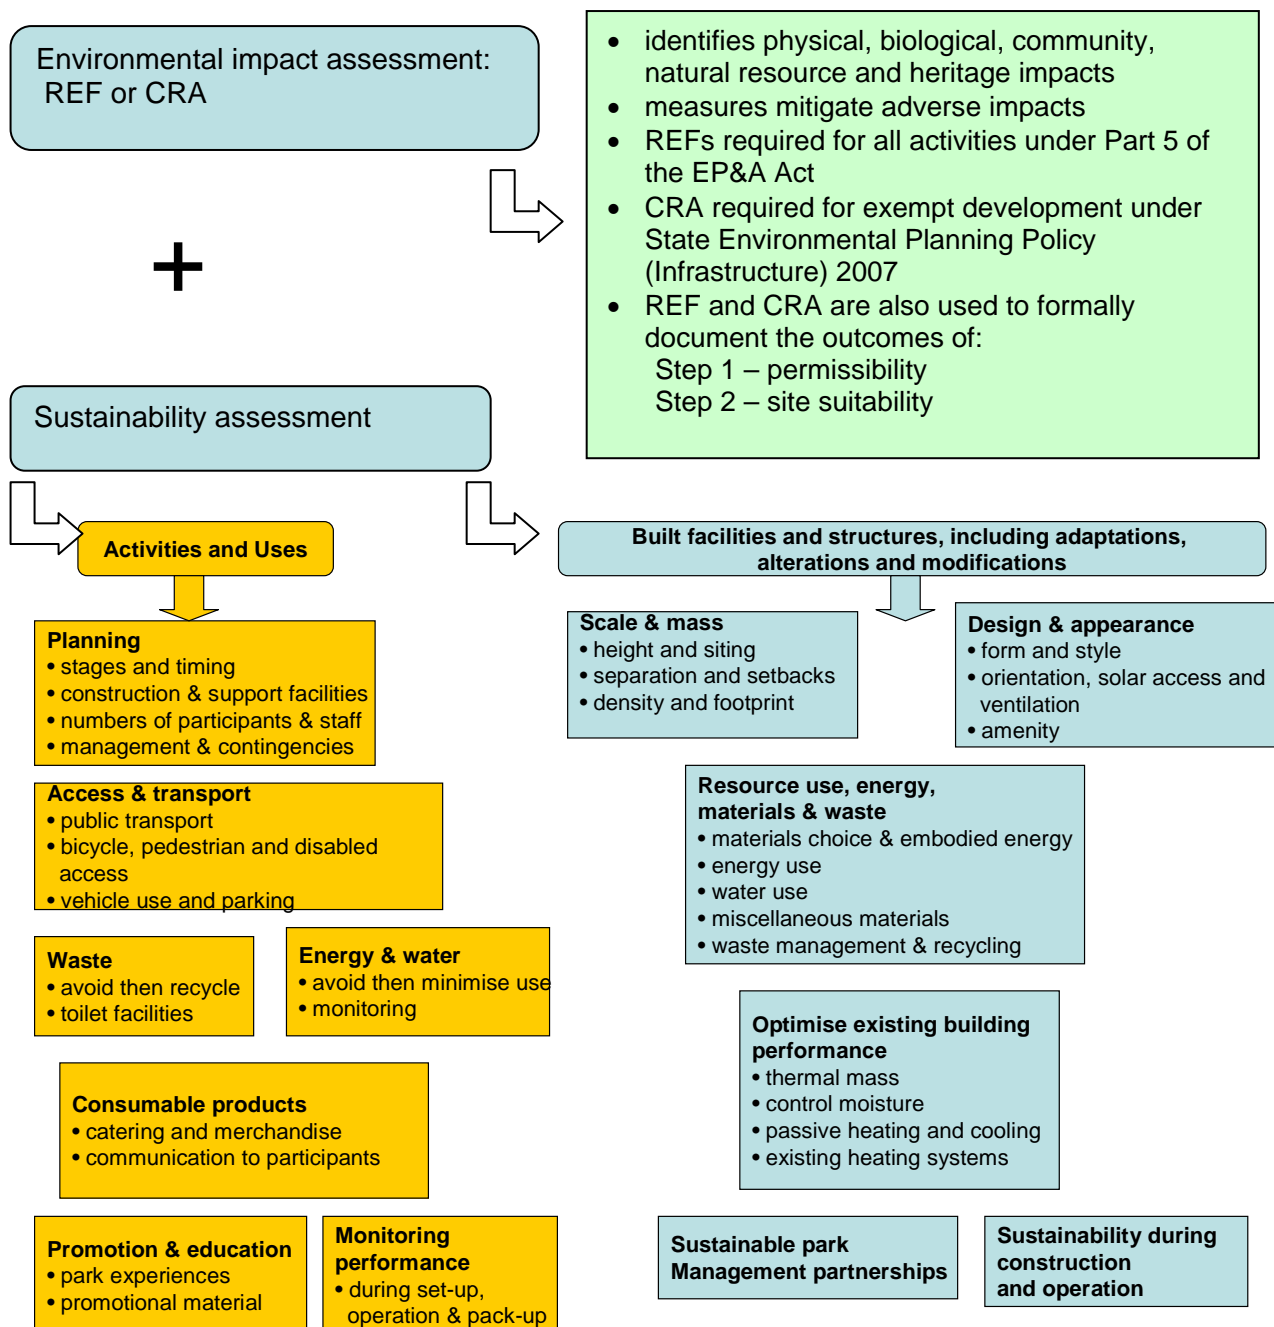 Environmental impact assessment:
REF or CRA
• identifies physical, biological, community,
natural resource and heritage impacts
• measures mitigate adverse impacts
• REFs required for all activities under Part 5 of
the EP&A Act
• CRA required for exempt development under
State Environmental Planning Policy
(Infrastructure) 2007
• REF and CRA are also used to formally
document the outcomes of:
Step 1 – permissibility
Step 2 – site suitability
+
Sustainability assessment
Activities and Uses
Planning
• stages and timing
• construction & support facilities
• numbers of participants & staff
• management & contingencies
Access & transport
• public transport
• bicycle, pedestrian and disabled
access
• vehicle use and parking
Waste
• avoid then recycle
• toilet facilities
Energy & water
• avoid then minimise use
• monitoring
Consumable products
• catering and merchandise
• communication to participants
Promotion & education
• park experiences
• promotional material
Monitoring
performance
• during set-up,
operation & pack-up
Built facilities and structures, including adaptations,
alterations and modifications
Scale & mass
• height and siting
• separation and setbacks
• density and footprint
Design & appearance
• form and style
• orientation, solar access and
ventilation
• amenity
Resource use, energy,
materials & waste
• materials choice & embodied energy
• energy use
• water use
• miscellaneous materials
• waste management & recycling
Optimise existing building
performance
• thermal mass
• control moisture
• passive heating and cooling
• existing heating systems
Sustainable park
Management partnerships
Sustainability during
construction
and operation